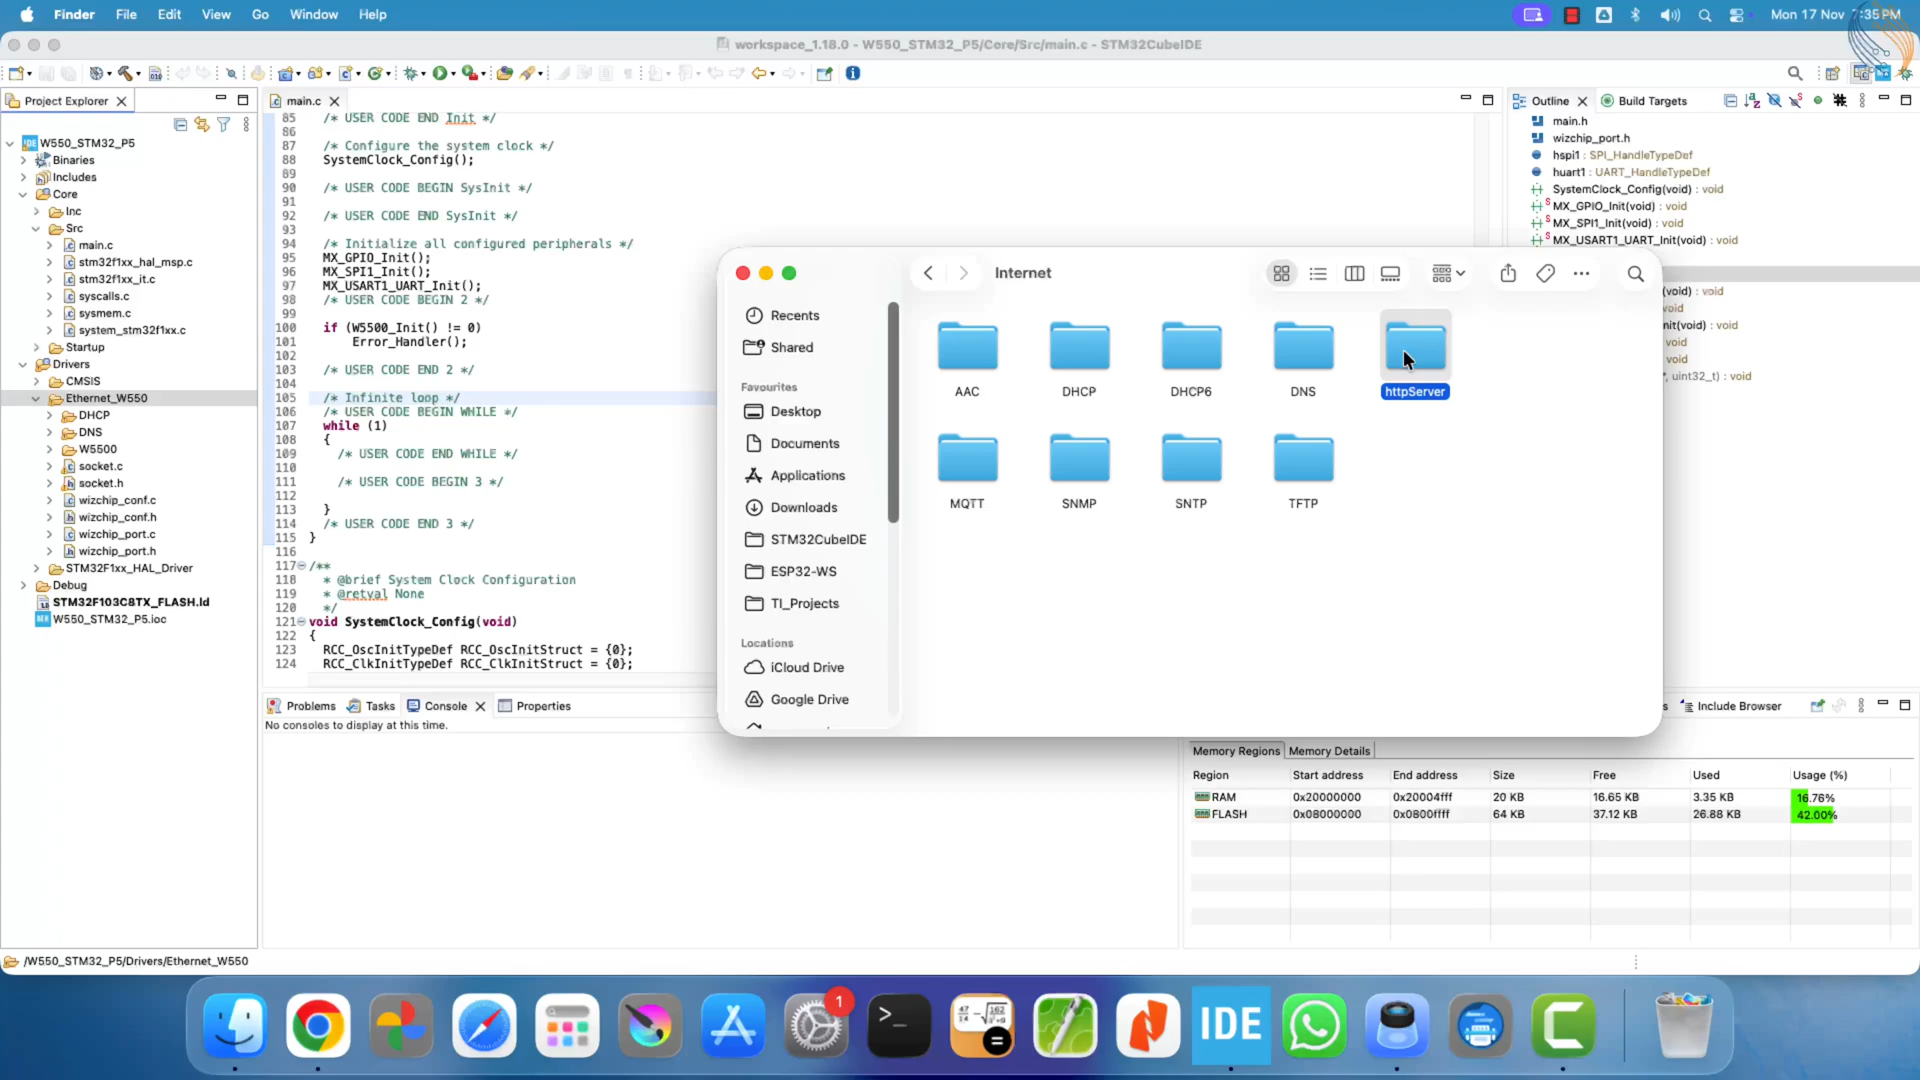 Finder File Edit View Go Window Help
Mon 17 Nov :35PM
workspace_1.18.0 - W550_STM32_P5/Core/Src/main.c - STM32CubeIDE
Project Explorer
W550_STM32_P5
Binaries
Includes
Core
Inc
Src
main.c
stm32f1xx_hal_msp.c
stm32f1xx_it.c
syscalls.c
sysmem.c
system_stm32f1xx.c
Startup
Drivers
CMSIS
Ethernet_W550
DHCP
DNS
W5500
socket.c
socket.h
wizchip_conf.c
wizchip_conf.h
wizchip_port.c
wizchip_port.h
STM32F1xx_HAL_Driver
Debug
STM32F103C8TX_FLASH.ld
W550_STM32_P5.ioc
main.c
85 /* USER CODE END Init */
86
87 /* Configure the system clock */
88 SystemClock_Config();
89
90 /* USER CODE BEGIN SysInit */
91
92 /* USER CODE END SysInit */
93
94 /* Initialize all configured peripherals */
95 MX_GPIO_Init();
96 MX_SPI1_Init();
97 MX_USART1_UART_Init();
98 /* USER CODE BEGIN 2 */
99
100 if (W5500_Init() != 0)
101 Error_Handler();
102
103 /* USER CODE END 2 */
104
105 /* Infinite loop */
106 /* USER CODE BEGIN WHILE */
107 while (1)
108 {
109 /* USER CODE END WHILE */
110
111 /* USER CODE BEGIN 3 */
112
113 }
114 /* USER CODE END 3 */
115 }
116
117 /**
118 * @brief System Clock Configuration
119 * @retval None
120 */
121 void SystemClock_Config(void)
122 {
123 RCC_OscInitTypeDef RCC_OscInitStruct = {0};
124 RCC_ClkInitTypeDef RCC_ClkInitStruct = {0};
Outline Build Targets
main.h
wizchip_port.h
hspi1 : SPI_HandleTypeDef
huart1 : UART_HandleTypeDef
SystemClock_Config(void) : void
MX_GPIO_Init(void) : void
MX_SPI1_Init(void) : void
MX_USART1_UART_Init(void) : void
(void) : void
void
nit(void) : void
void
void
*, uint32_t) : void
Internet
Recents
Shared
Favourites
Desktop
Documents
Applications
Downloads
STM32CubeIDE
ESP32-WS
TI_Projects
Locations
iCloud Drive
Google Drive
AAC DHCP DHCP6 DNS httpServer
MQTT SNMP SNTP TFTP
Problems Tasks Console Properties
No consoles to display at this time.
s Include Browser
Memory Regions Memory Details
Region Start address End address Size Free Used Usage (%)
RAM 0x20000000 0x20004fff 20 KB 16.65 KB 3.35 KB 16.76%
FLASH 0x08000000 0x0800ffff 64 KB 37.12 KB 26.88 KB 42.00%
/W550_STM32_P5/Drivers/Ethernet_W550
1
IDE